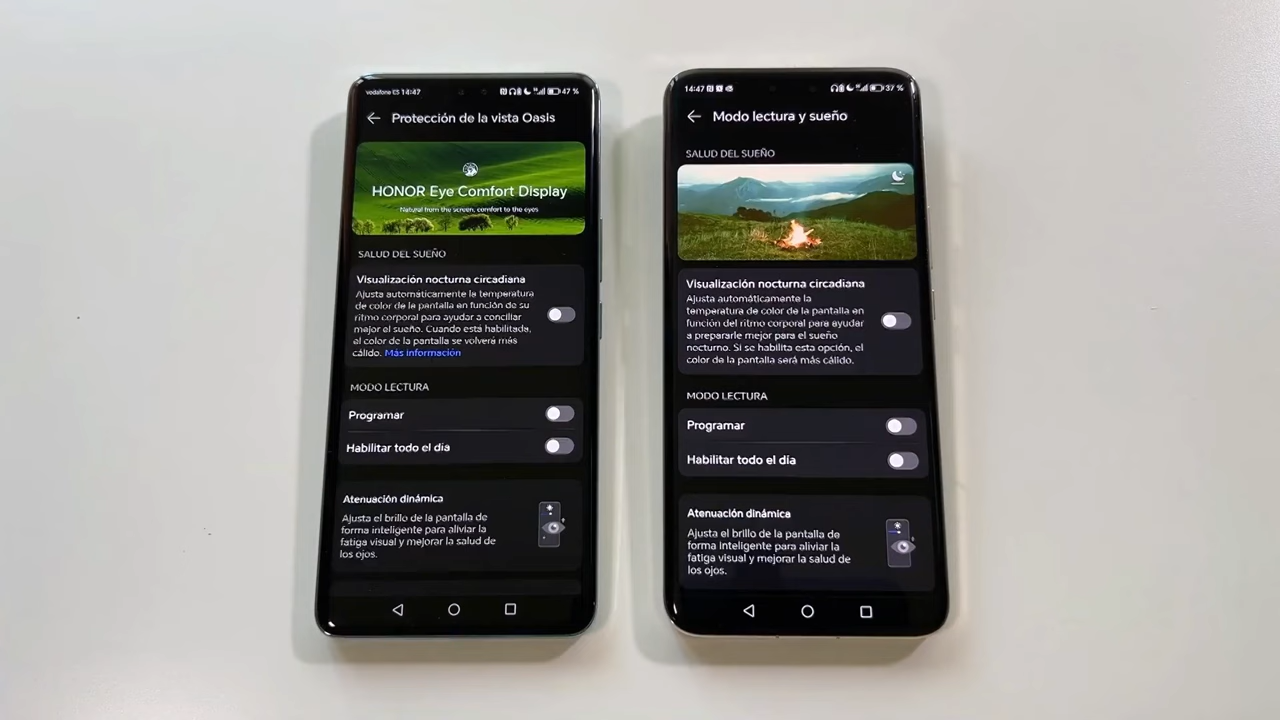 vodafone ES 14:47
47 %
Protección de la vista Oasis
HONOR Eye Comfort Display
Natural from the screen, comfort to the eyes
SALUD DEL SUEÑO
Visualización nocturna circadiana
Ajusta automáticamente la temperatura
de color de la pantalla en función de su
ritmo corporal para ayudar a conciliar
mejor el sueño. Cuando está habilitada,
el color de la pantalla se volverá más
cálido. Más información
MODO LECTURA
Programar
Habilitar todo el día
Atenuación dinámica
Ajusta el brillo de la pantalla de
forma inteligente para aliviar la
fatiga visual y mejorar la salud de
los ojos.
14:47
37 %
Modo lectura y sueño
SALUD DEL SUEÑO
Visualización nocturna circadiana
Ajusta automáticamente la
temperatura de color de la pantalla en
función del ritmo corporal para ayudar
a prepararle mejor para el sueño
nocturno. Si se habilita esta opción, el
color de la pantalla será más cálido.
MODO LECTURA
Programar
Habilitar todo el día
Atenuación dinámica
Ajusta el brillo de la pantalla de
forma inteligente para aliviar la
fatiga visual y mejorar la salud de
los ojos.